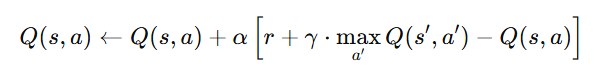 Q(s, a) ← Q(s, a) + α [ r + γ · max_{a′} Q(s′, a′) − Q(s, a) ]